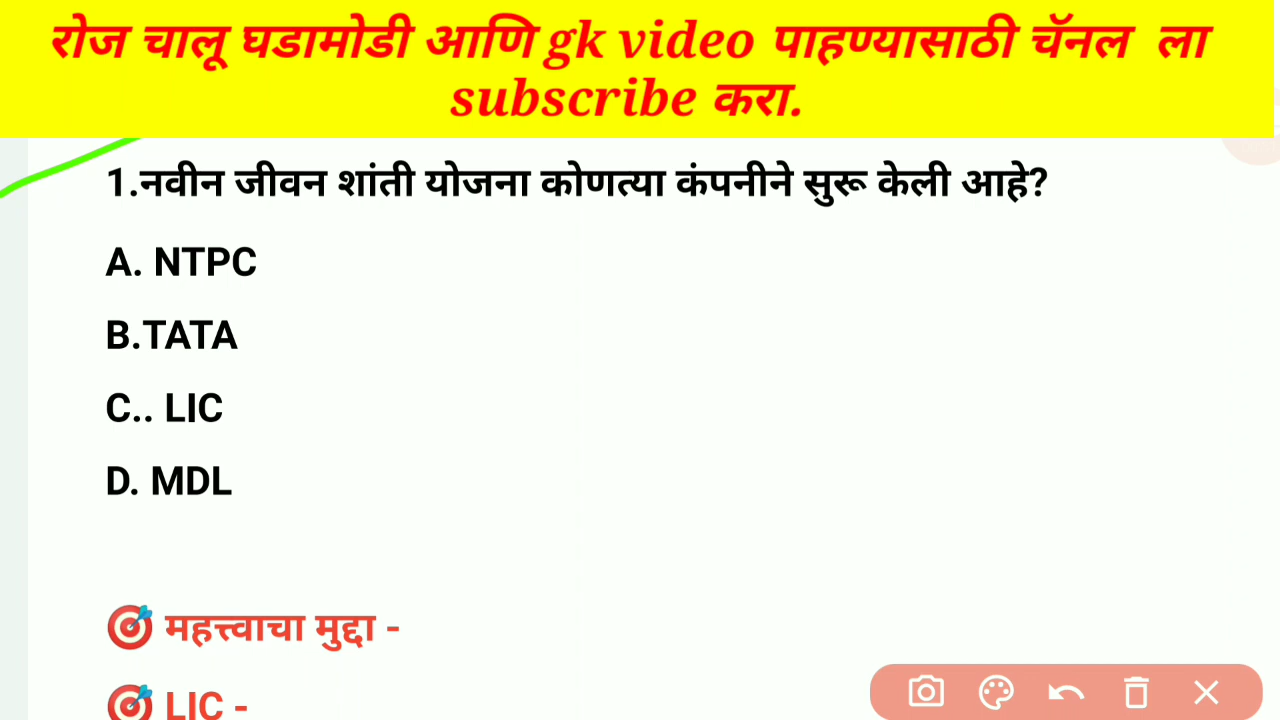 रोज चालू घडामोडी आणि gk video पाहण्यासाठी चॅनल ला
subscribe करा.
1.नवीन जीवन शांती योजना कोणत्या कंपनीने सुरू केली आहे?
A. NTPC
B.TATA
C.. LIC
D. MDL
🎯 महत्त्वाचा मुद्दा -
🎯 LIC -